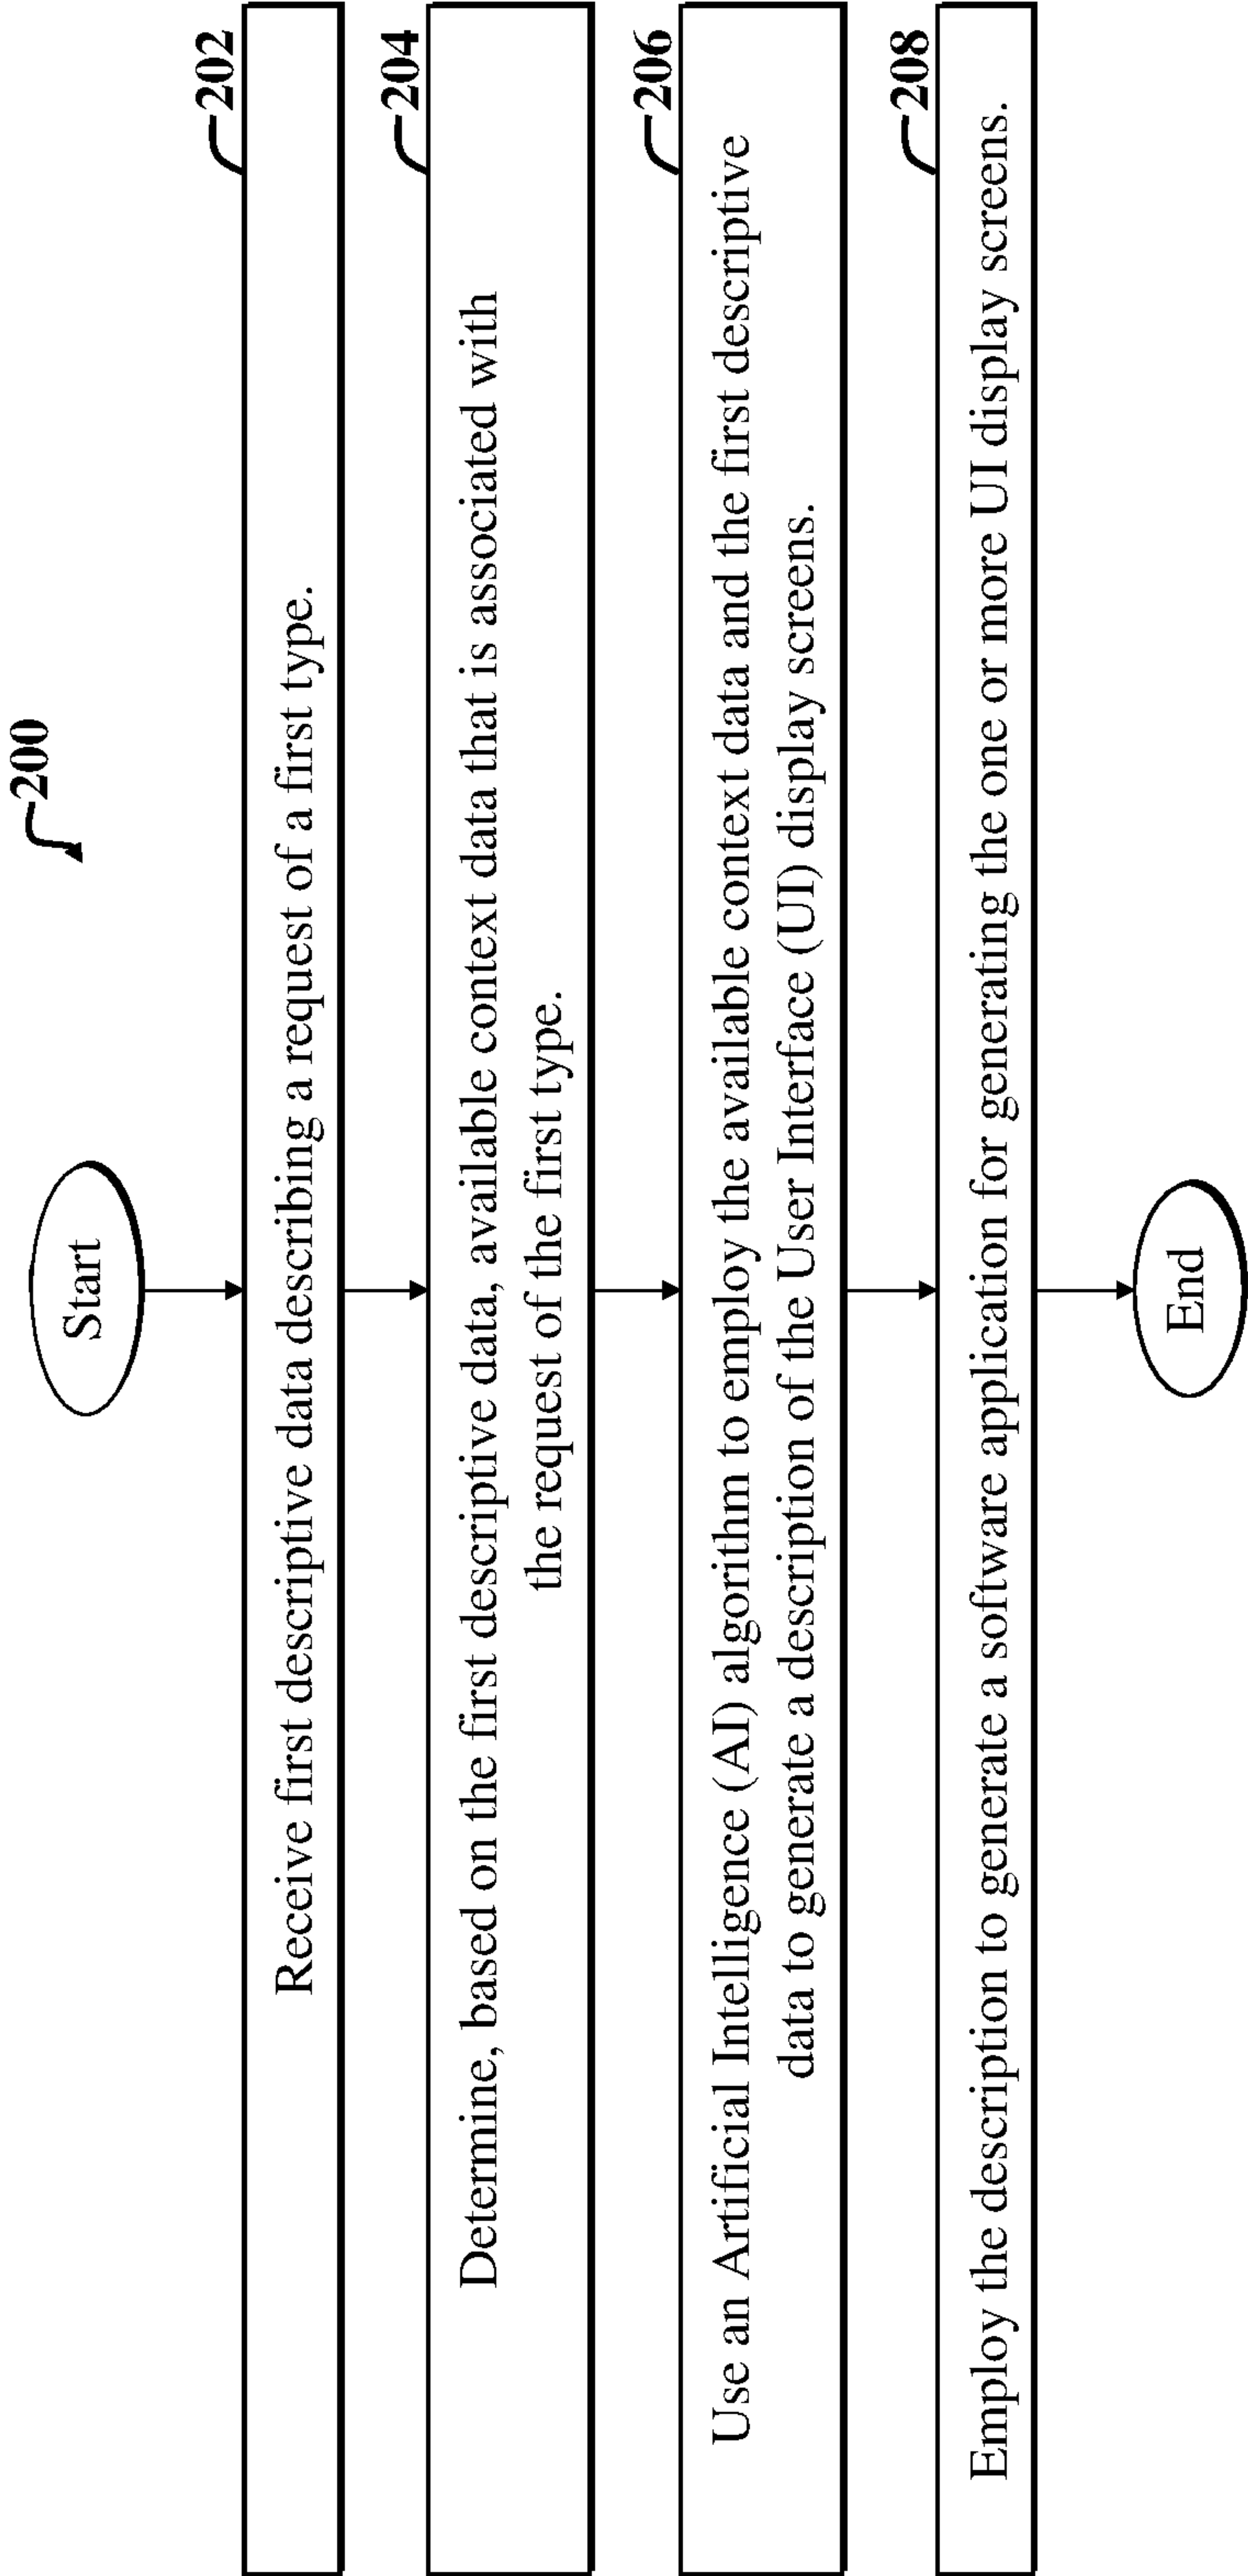 200
Start
202
Receive first descriptive data describing a request of a first type.
204
Determine, based on the first descriptive data, available context data that is associated with
the request of the first type.
206
Use an Artificial Intelligence (AI) algorithm to employ the available context data and the first descriptive
data to generate a description of the User Interface (UI) display screens.
208
Employ the description to generate a software application for generating the one or more UI display screens.
End